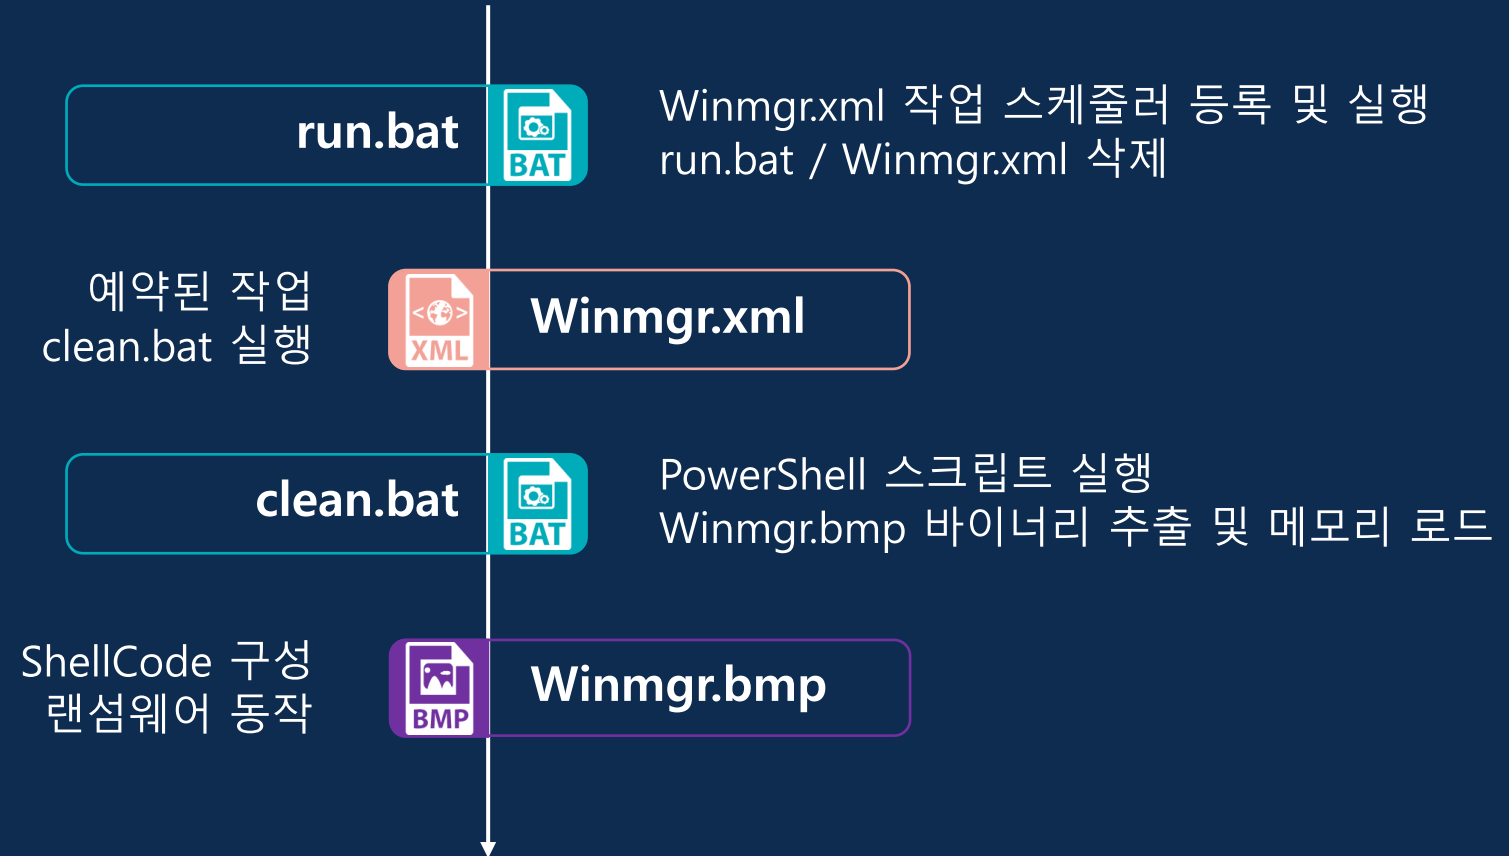 run.bat
BAT
Winmgr.xml 작업 스케줄러 등록 및 실행
run.bat / Winmgr.xml 삭제
예약된 작업
clean.bat 실행
<>
XML
Winmgr.xml
clean.bat
BAT
PowerShell 스크립트 실행
Winmgr.bmp 바이너리 추출 및 메모리 로드
ShellCode 구성
랜섬웨어 동작
BMP
Winmgr.bmp